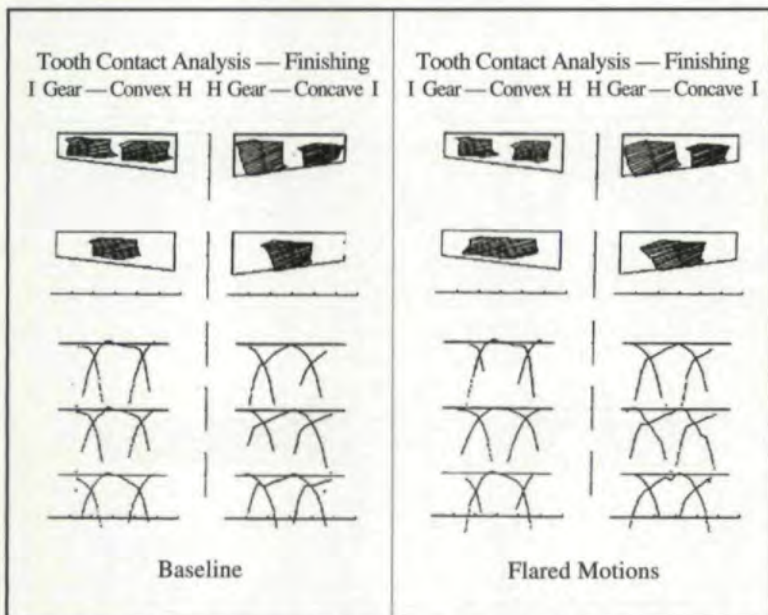 Tooth Contact Analysis — Finishing
I Gear — Convex H H Gear — Concave I
Baseline
Tooth Contact Analysis — Finishing
I Gear — Convex H H Gear — Concave I
Flared Motions